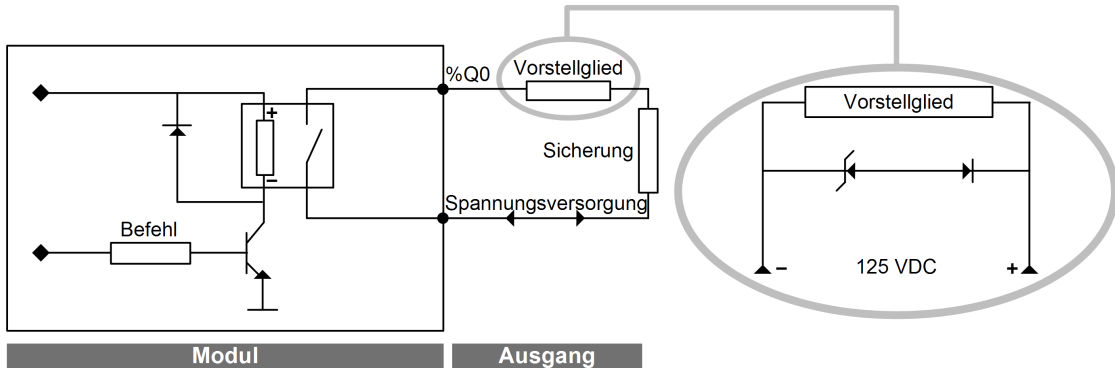 %Q0
Vorstellglied
Vorstellglied
+
Sicherung
−
Spannungsversorgung
Befehl
− 125 VDC +
Modul
Ausgang